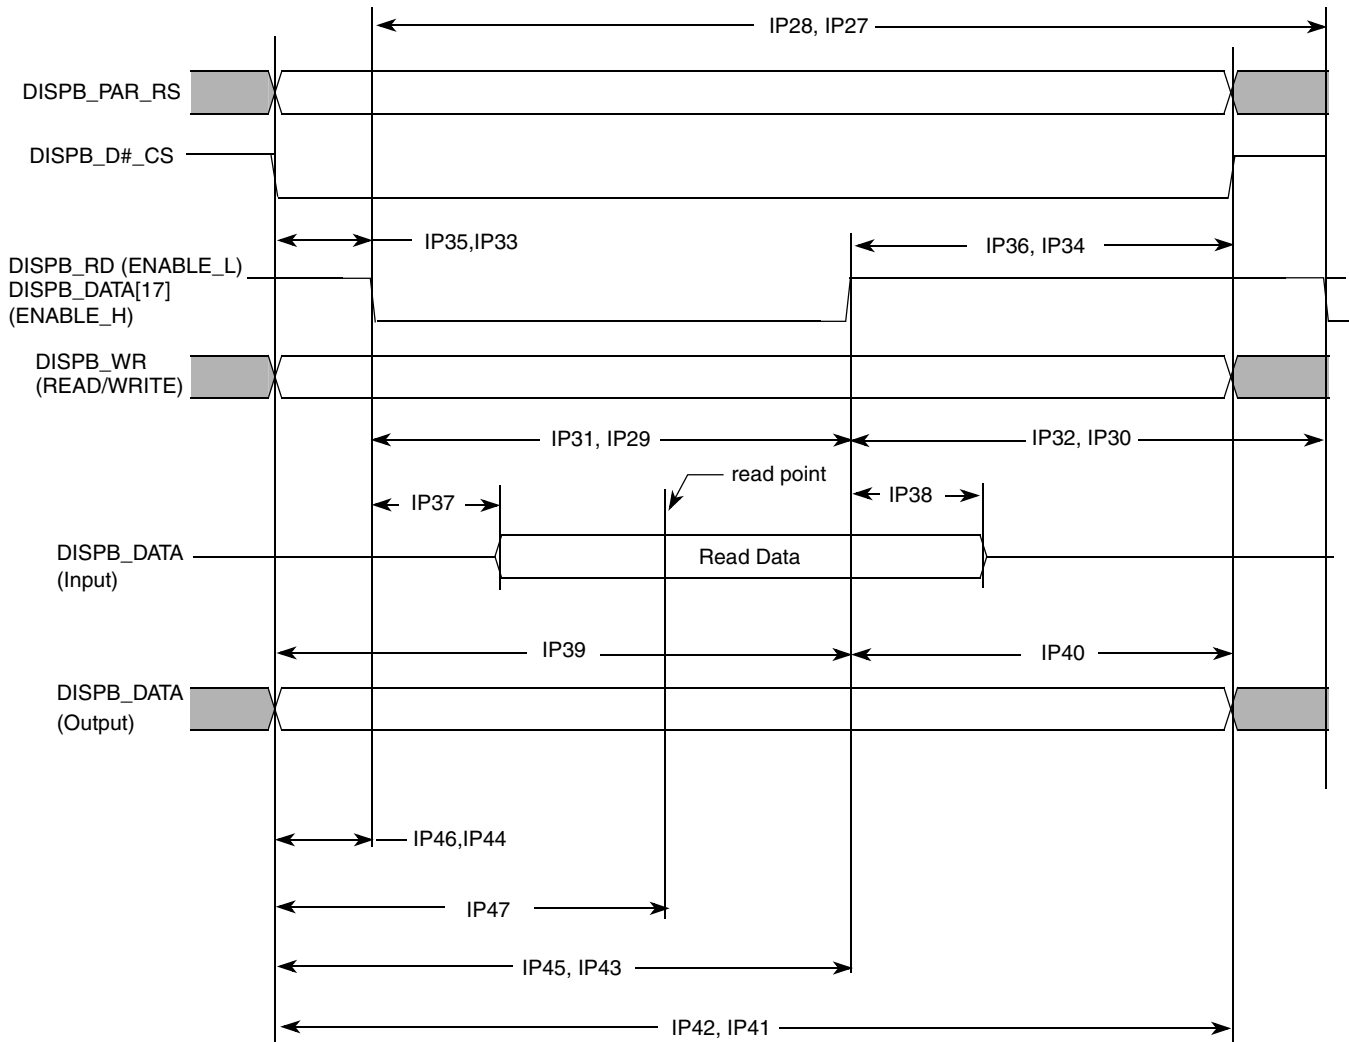 IP28, IP27
DISPB_PAR_RS
DISPB_D#_CS
IP35,IP33
IP36, IP34
DISPB_RD (ENABLE_L)
DISPB_DATA[17]
(ENABLE_H)
DISPB_WR
(READ/WRITE)
IP31, IP29
IP32, IP30
read point
IP37
IP38
DISPB_DATA
(Input)
Read Data
IP39
IP40
DISPB_DATA
(Output)
IP46,IP44
IP47
IP45, IP43
IP42, IP41